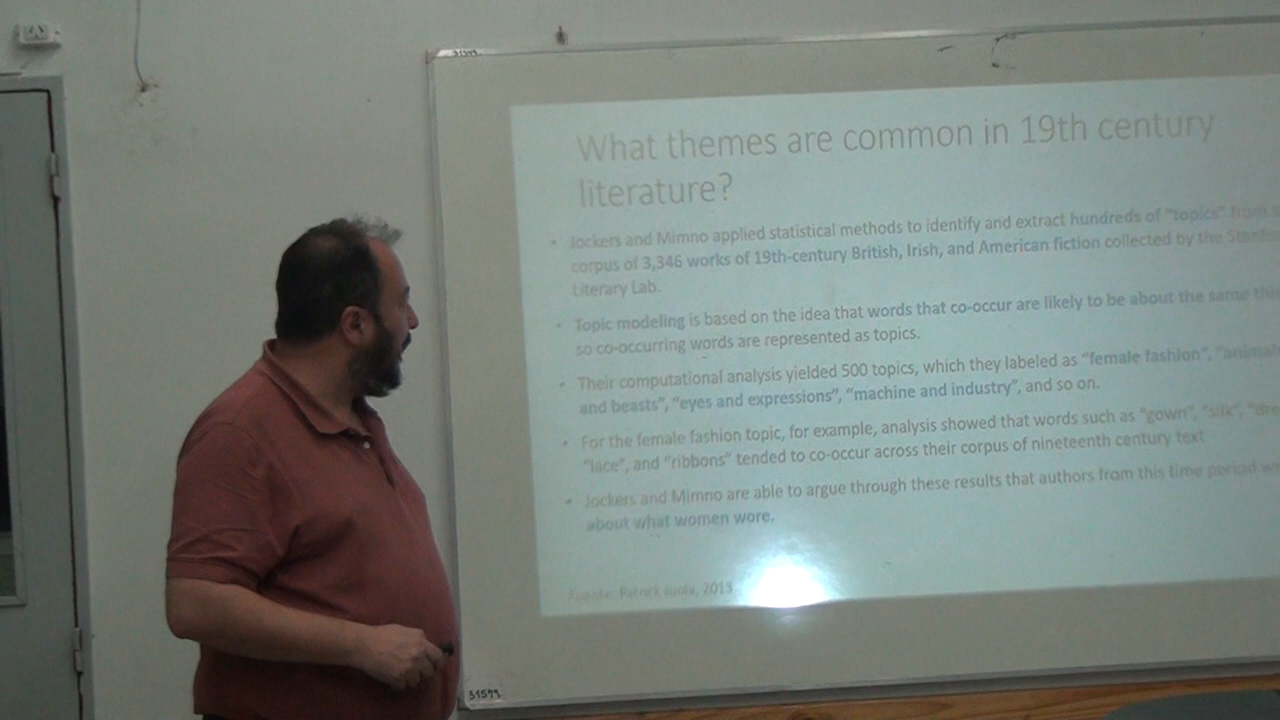 31599
What themes are common in 19th century
literature?
• Jockers and Mimno applied statistical methods to identify and extract hundreds of “topics” from
corpus of 3,346 works of 19th-century British, Irish, and American fiction collected by the
Literary Lab.
• Topic modeling is based on the idea that words that co-occur are likely to be about the same
so co-occurring words are represented as topics.
• Their computational analysis yielded 500 topics, which they labeled as “female fashion”, “animal
and beasts”, “eyes and expressions”, “machine and industry”, and so on.
• For the female fashion topic, for example, analysis showed that words such as “gown”, “silk”,
“lace”, and “ribbons” tended to co-occur across their corpus of nineteenth century text
• Jockers and Mimno are able to argue through these results that authors from this time period
about what women wore.
Fuente: Patrick Juola, 2013
31599